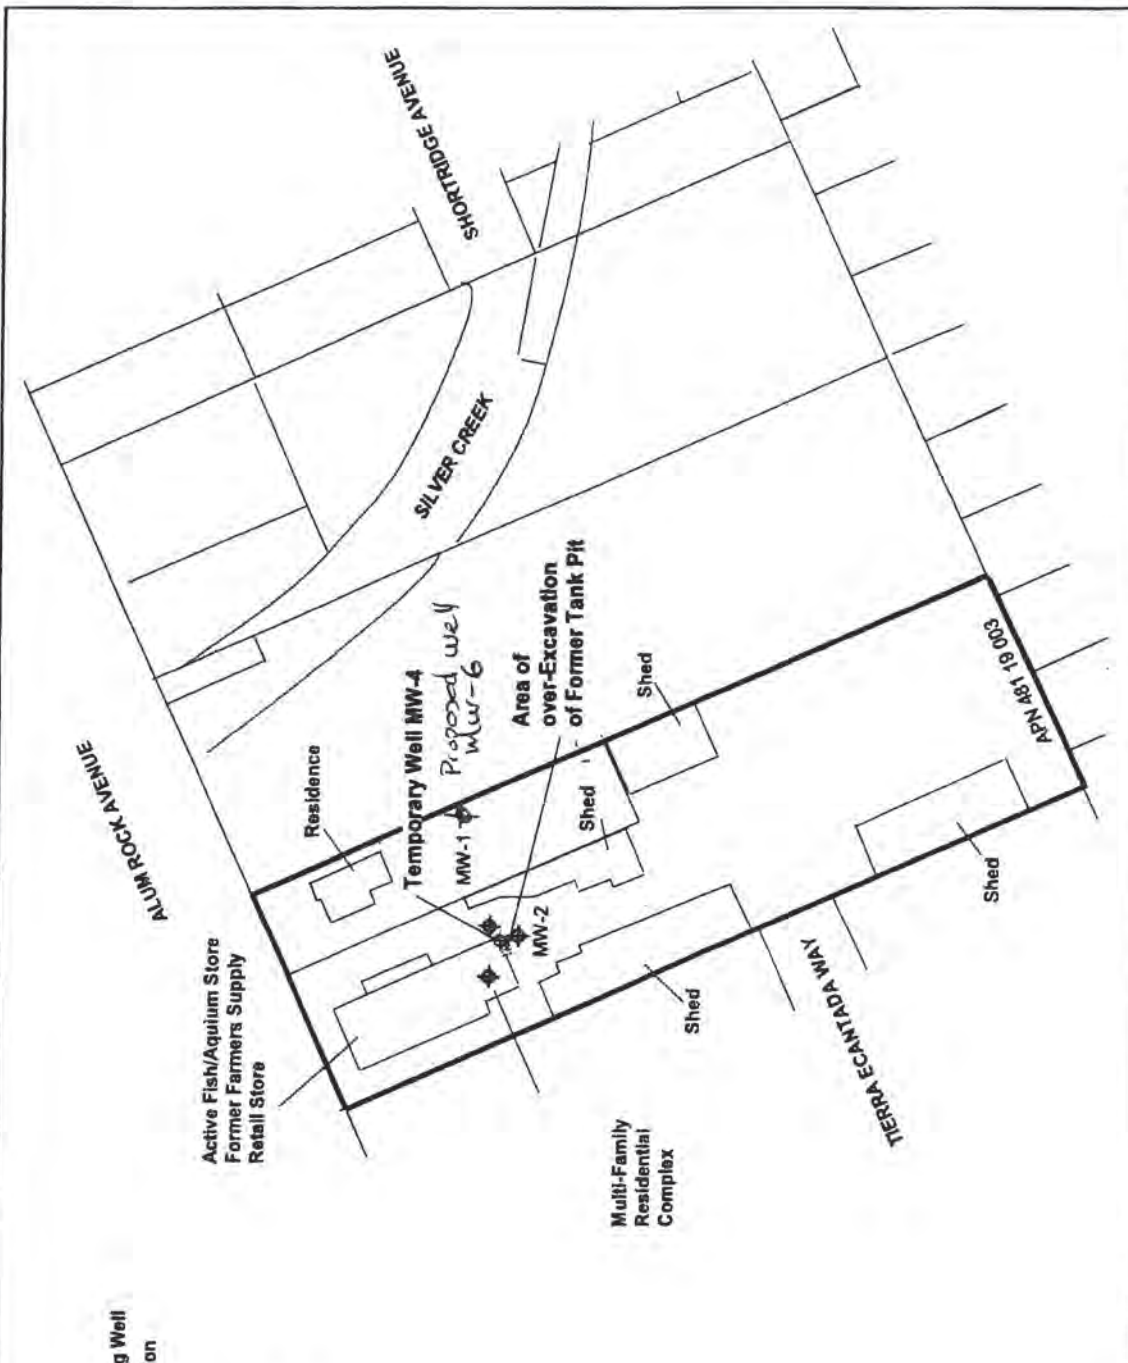 SHORTRIDGE AVENUE
ALUM ROCK AVENUE
SILVER CREEK
Residence
Temporary Well MW-4
Proposed well
MW-6
Area of
over-Excavation
of Former Tank Pit
MW-1
Shed
Shed
MW-2
Active Fish/Aquium Store
Former Farmers Supply
Retail Store
APN 481 19 003
Shed
Shed
TIERRA ECANTADA WAY
Multi-Family
Residential
Complex
g Well
on